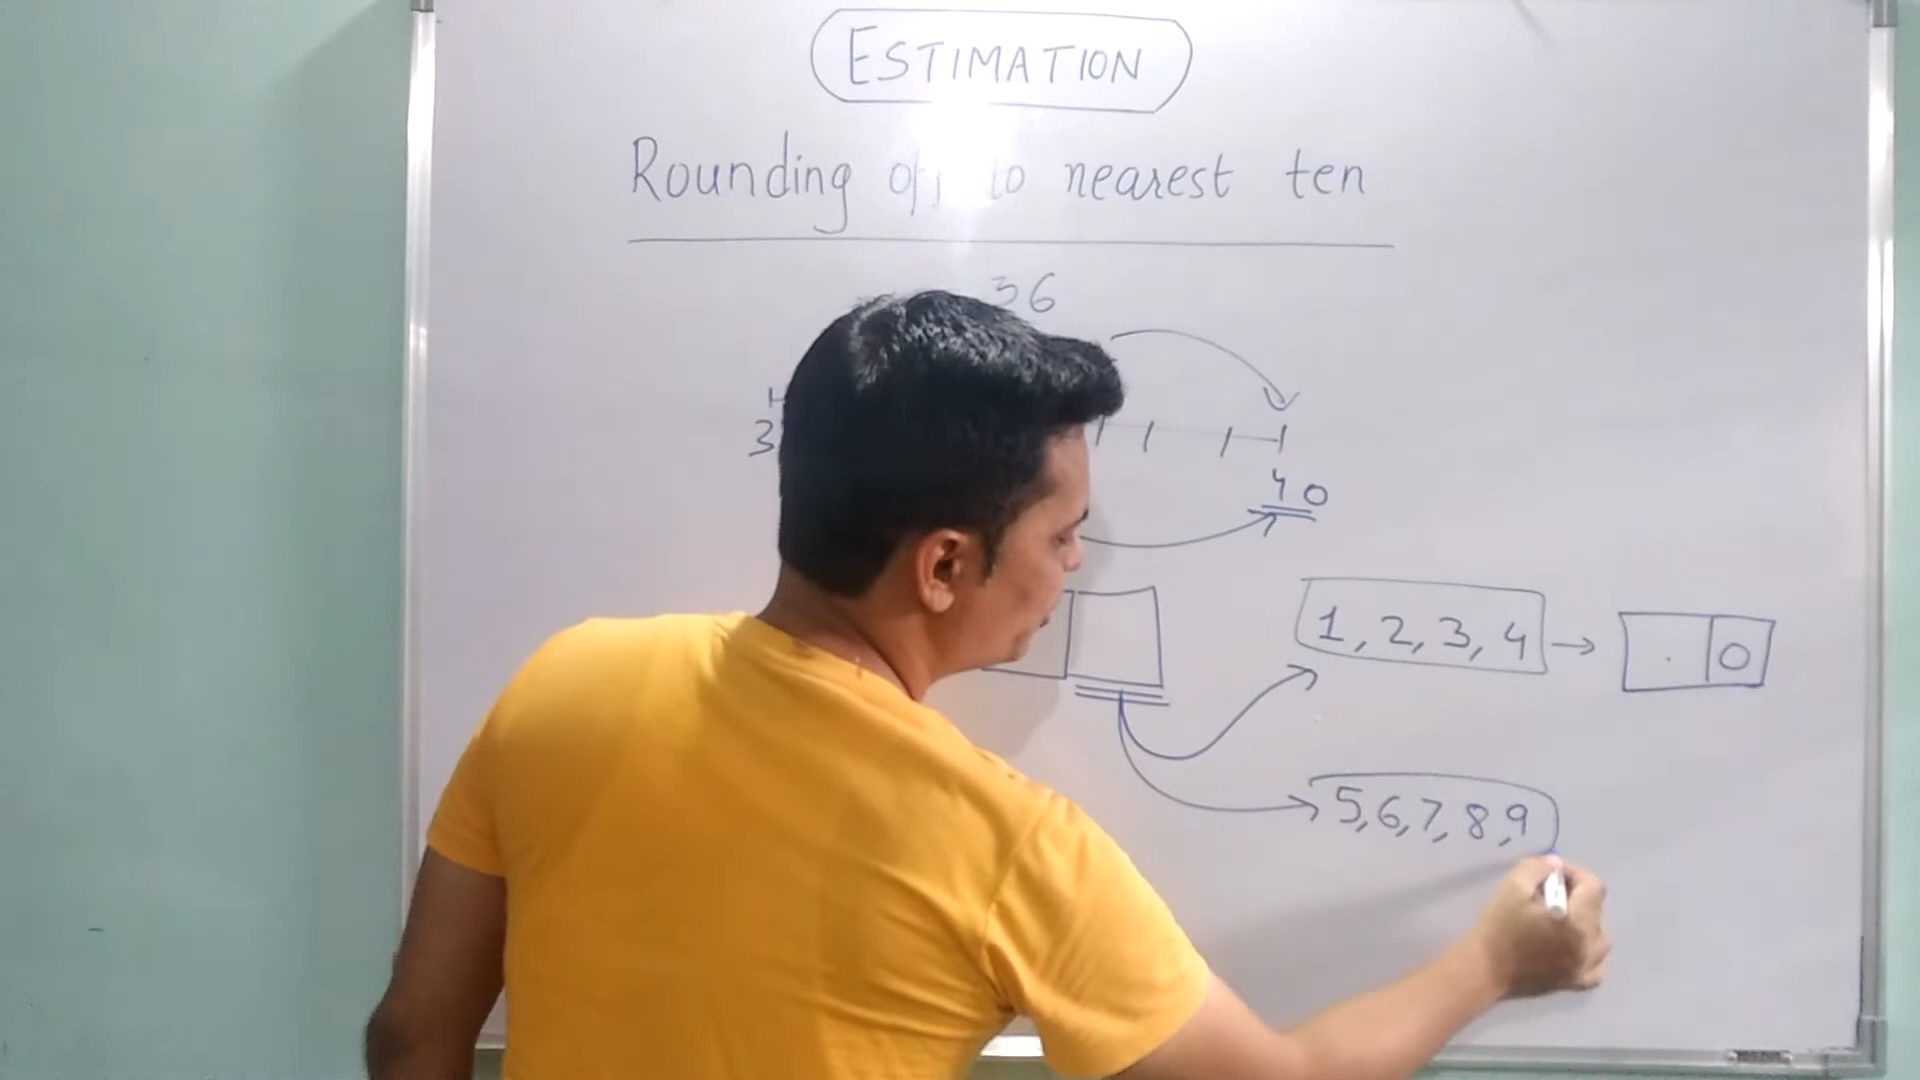 ESTIMATION
Rounding off to nearest ten
36
3
40
1, 2, 3, 4 → 0
5, 6, 7, 8, 9